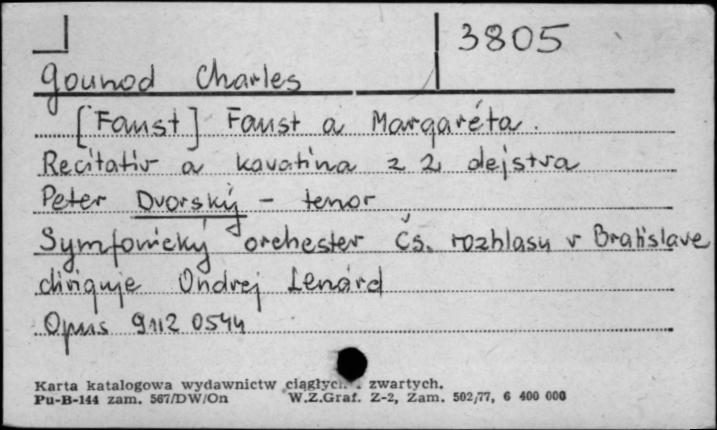 3805
Gounod Charles
[Faust] Faust a Margaréta.
Recitativ a kavatína z 2 dejstva
Peter Dvorský - tenor
Symfonický orchester Čs. rozhlasu v Bratislave
diriguje Ondrej Lenárd
Opus 9112 0544
Karta katalogowa wydawnictw ciągłych i zwartych.
Pu-B-144 zam. 567/DW/On W.Z.Graf. Z-2, Zam. 502/77, 6 400 000